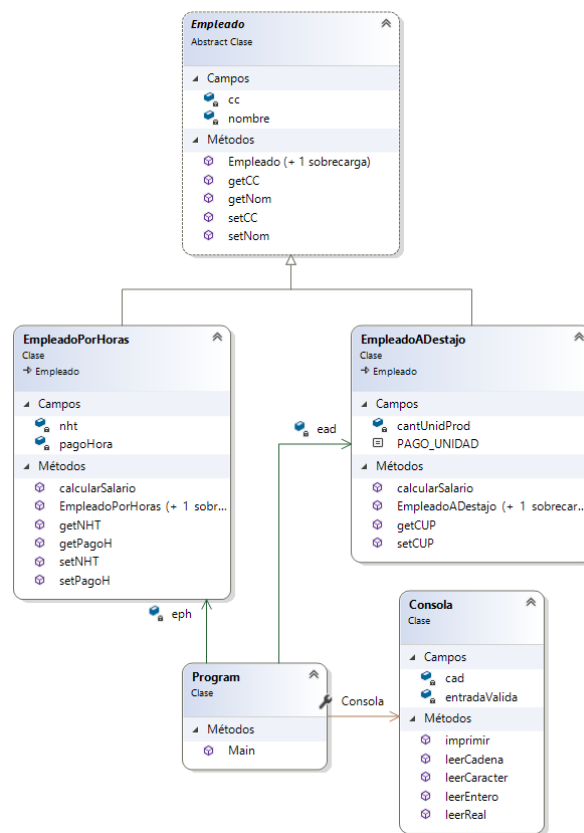 Empleado
Abstract Clase
Campos
cc
nombre
Métodos
Empleado (+ 1 sobrecarga)
getCC
getNom
setCC
setNom
EmpleadoPorHoras
Clase
Empleado
Campos
nht
pagoHora
Métodos
calcularSalario
EmpleadoPorHoras (+ 1 sobr...
getNHT
getPagoH
setNHT
setPagoH
ead
EmpleadoADestajo
Clase
Empleado
Campos
cantUnidProd
PAGO_UNIDAD
Métodos
calcularSalario
EmpleadoADestajo (+ 1 sobrecar...
getCUP
setCUP
eph
Program
Clase
Métodos
Main
Consola
Consola
Clase
Campos
cad
entradaValida
Métodos
imprimir
leerCadena
leerCaracter
leerEntero
leerReal